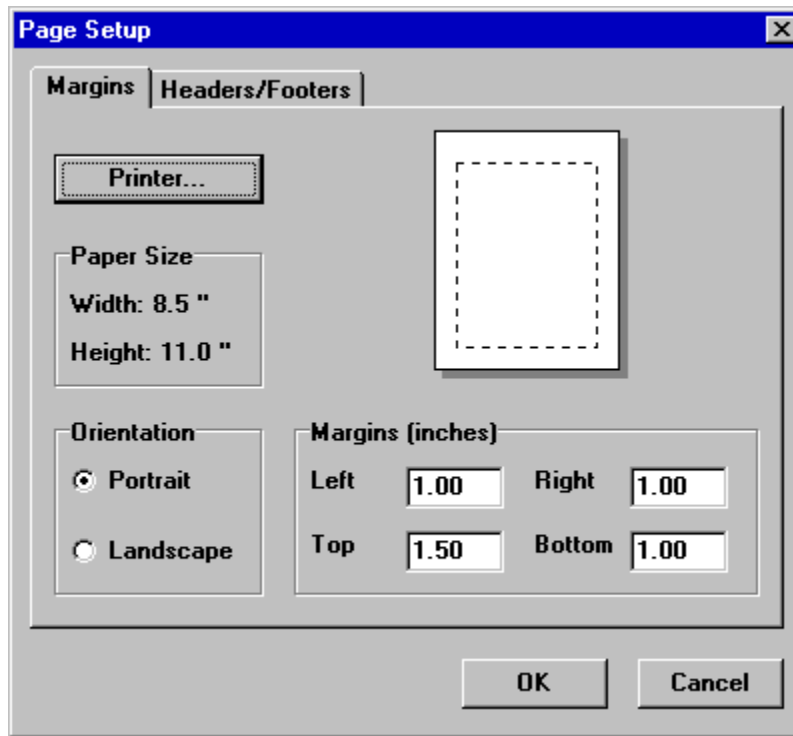 Page Setup
Margins Headers/Footers
Printer...
Paper Size
Width: 8.5 "
Height: 11.0 "
Orientation
Portrait
Landscape
Margins (inches)
Left 1.00 Right 1.00
Top 1.50 Bottom 1.00
OK Cancel